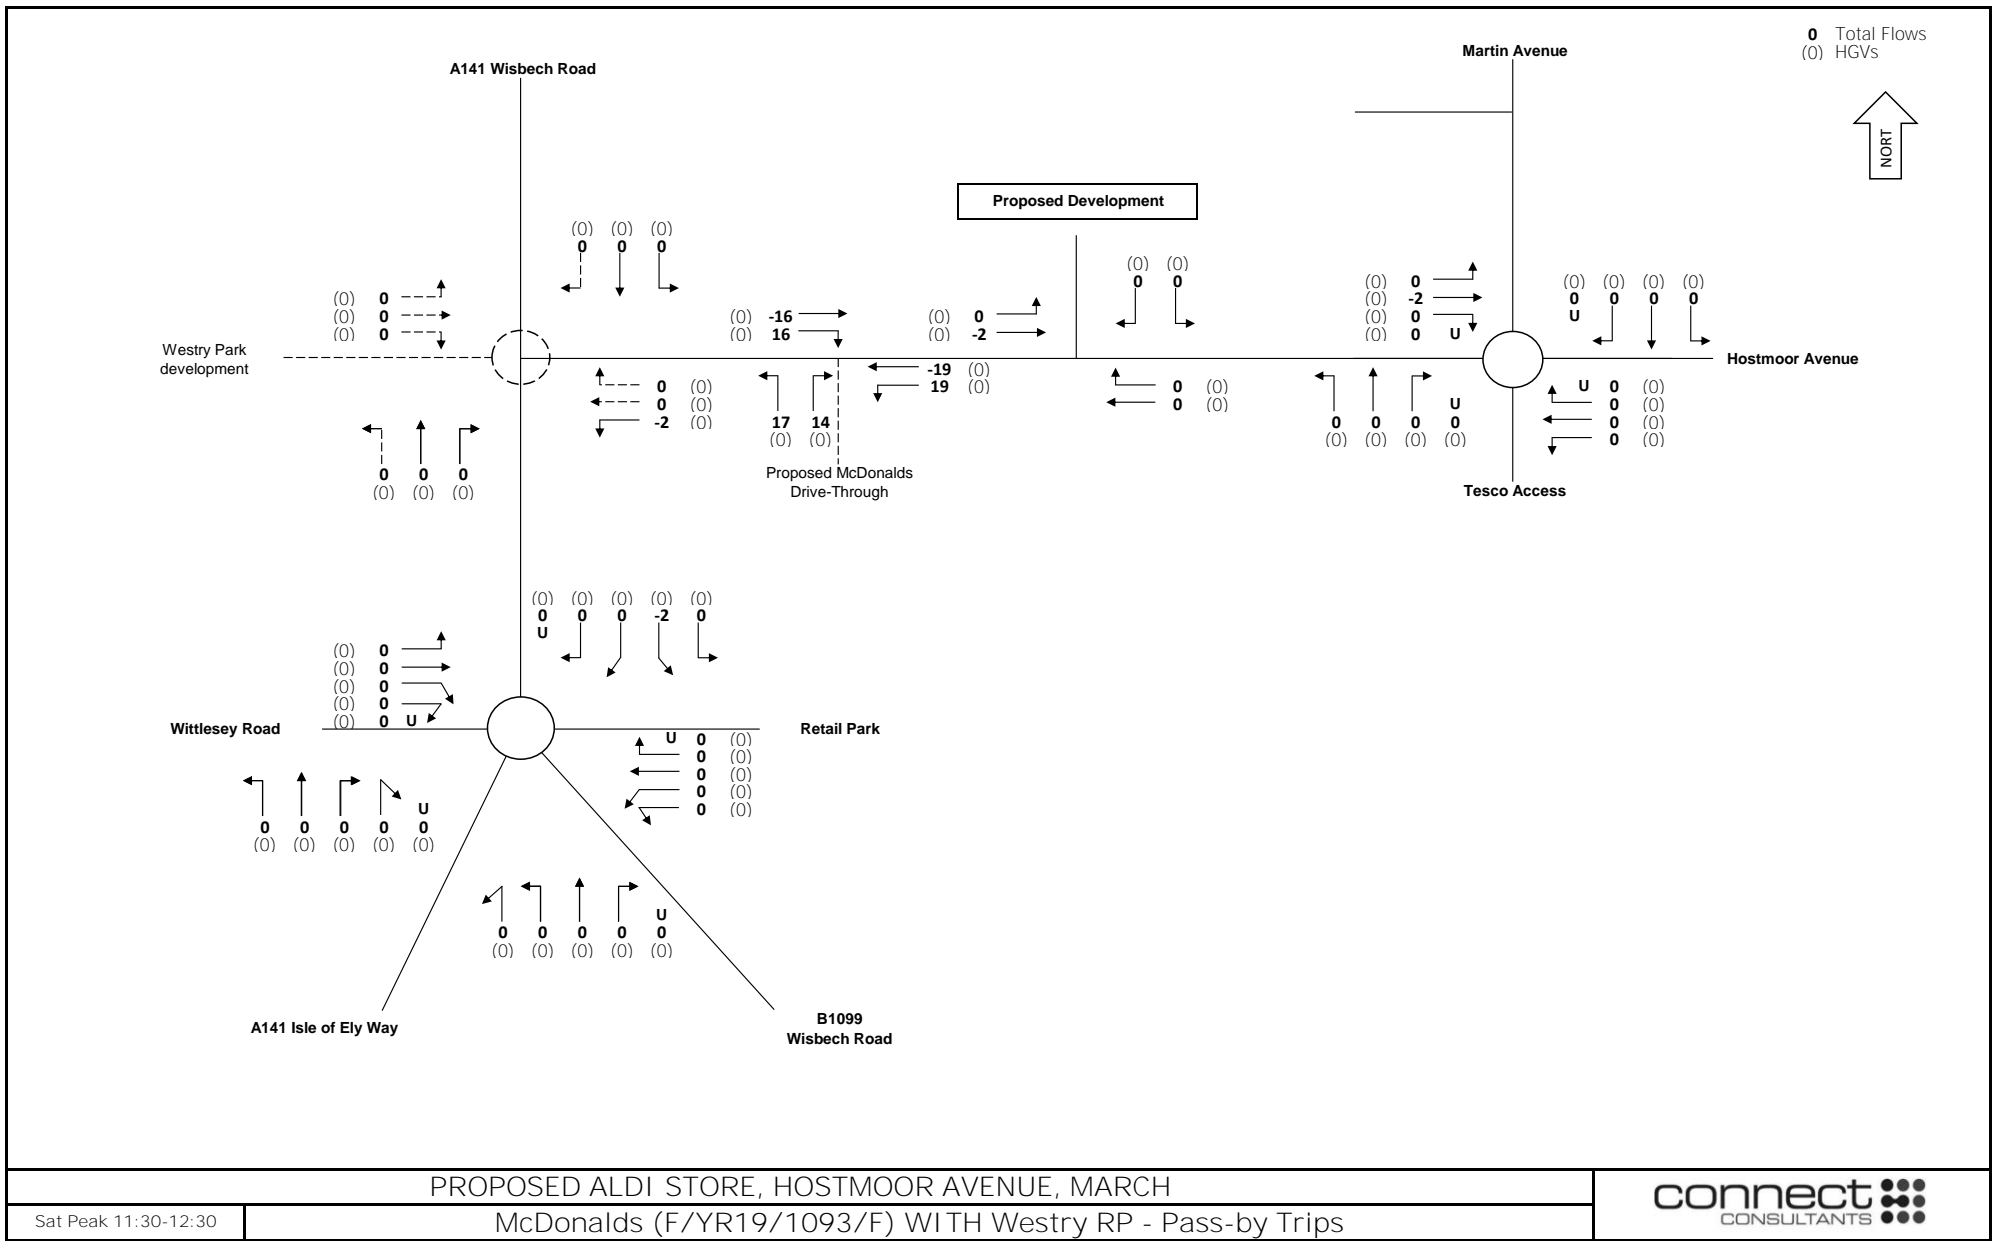 0 Total Flows
(0) HGVs
NORT
A141 Wisbech Road
Martin Avenue
Proposed Development
(0) (0) (0)
0 0 0
(0) 0
(0) 0
(0) 0
Westry Park
development
0 (0)
0 (0)
-2 (0)
0 0 0
(0) (0) (0)
(0) -16
(0) 16
17 14
(0) (0)
Proposed McDonalds
Drive-Through
-19 (0)
19 (0)
(0) 0
(0) -2
(0) (0)
0 0
0 (0)
0 (0)
(0) 0
(0) -2
(0) 0
(0) 0 U
(0) (0) (0) (0)
0 0 0 0
U
Hostmoor Avenue
U
0 0 0 0
(0) (0) (0) (0)
U 0 (0)
0 (0)
0 (0)
0 (0)
Tesco Access
(0) (0) (0) (0) (0)
0 0 0 -2 0
U
(0) 0
(0) 0
(0) 0
(0) 0
(0) 0 U
Wittlesey Road
Retail Park
U 0 (0)
0 (0)
0 (0)
0 (0)
0 (0)
U
0 0 0 0 0
(0) (0) (0) (0) (0)
U
0 0 0 0 0
(0) (0) (0) (0) (0)
A141 Isle of Ely Way
B1099
Wisbech Road
PROPOSED ALDI STORE, HOSTMOOR AVENUE, MARCH
Sat Peak 11:30-12:30
McDonalds (F/YR19/1093/F) WITH Westry RP - Pass-by Trips
connect
CONSULTANTS